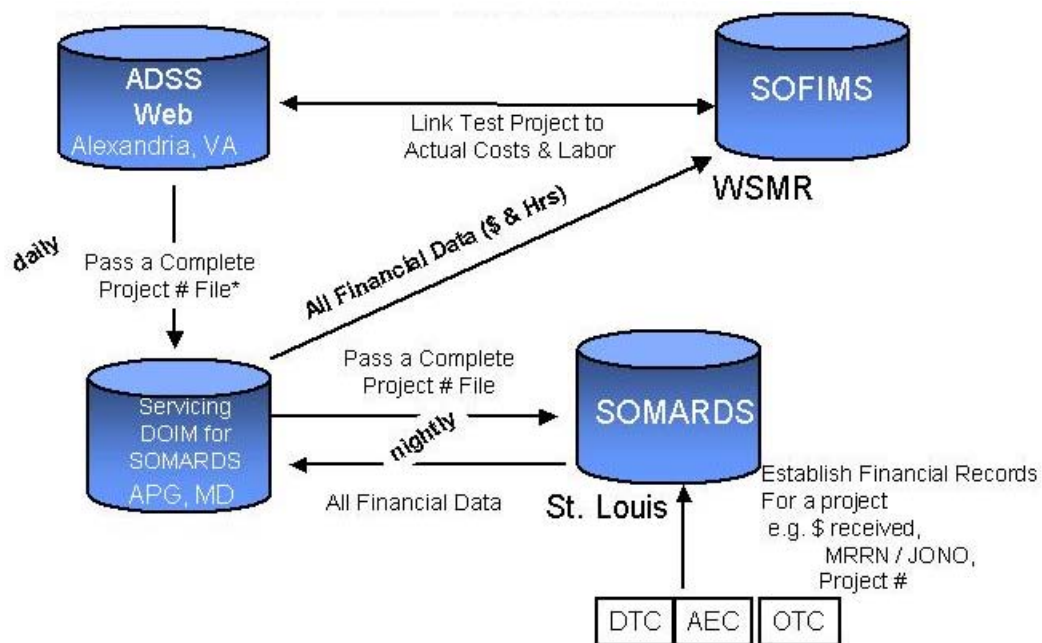 ADSS
Web
Alexandria, VA
SOFIMS
Link Test Project to
Actual Costs & Labor
WSMR
daily
Pass a Complete
Project # File*
All Financial Data ($ & Hrs)
Servicing
DOIM for
SOMARDS
APG, MD
Pass a Complete
Project # File
nightly
All Financial Data
SOMARDS
St. Louis
Establish Financial Records
For a project
e.g. $ received,
MRRN / JONO,
Project #
DTC AEC OTC